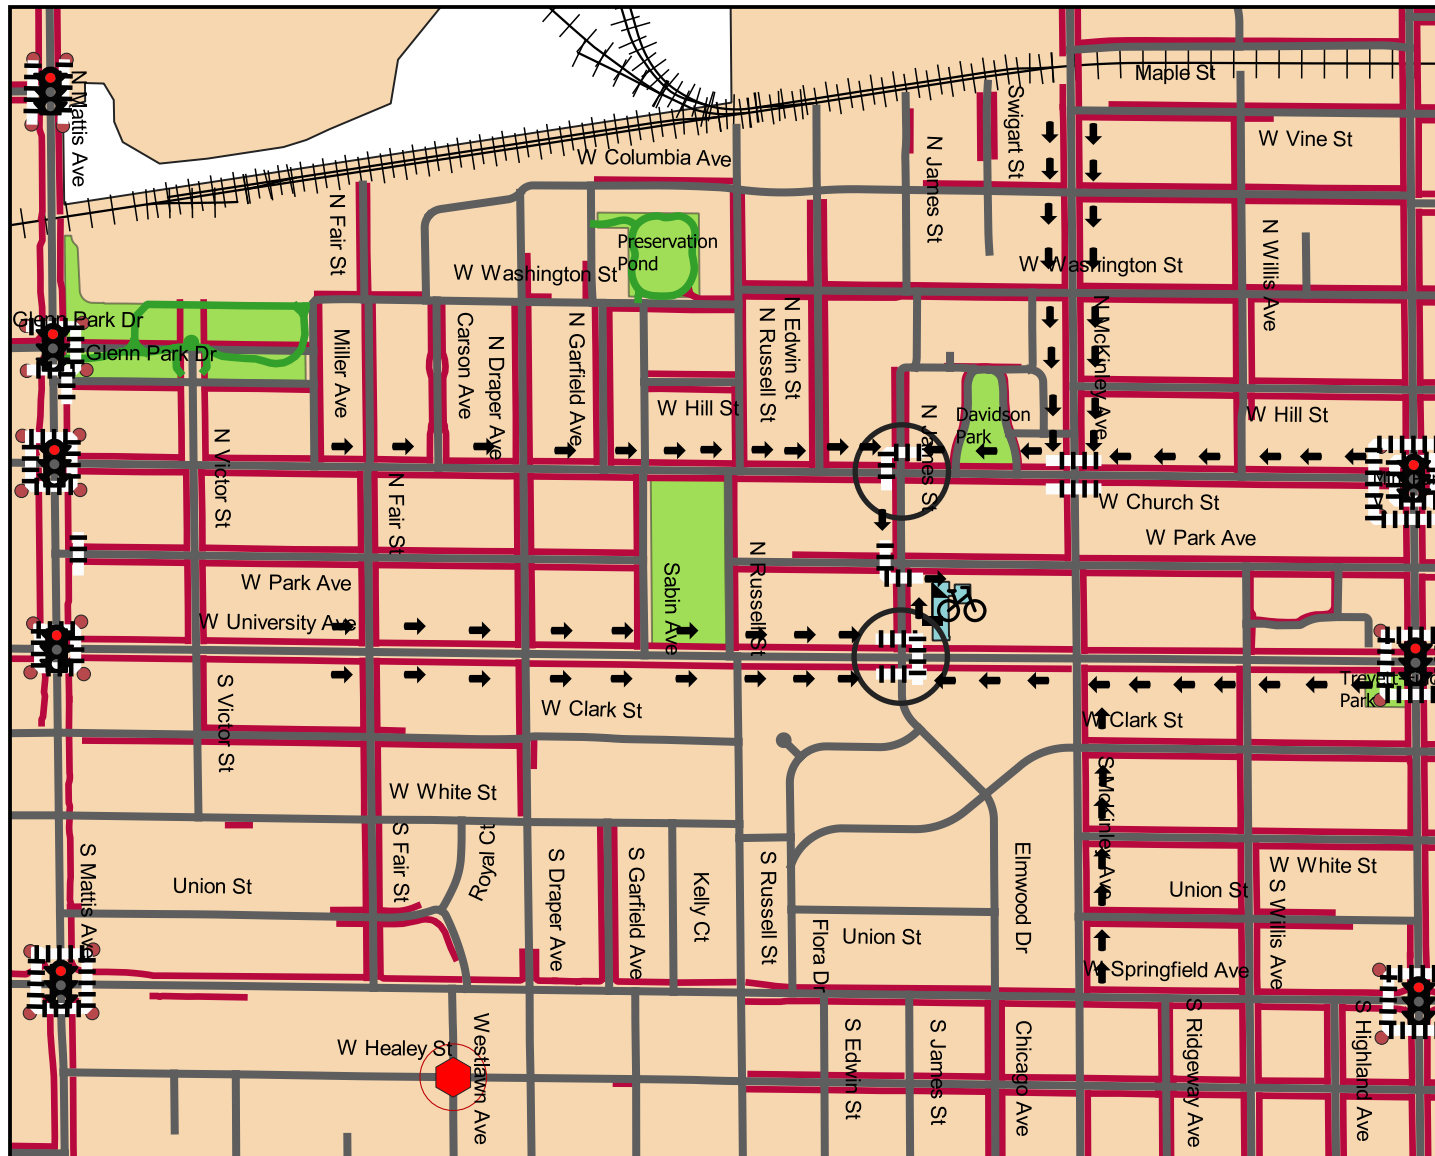 Maple St
N Mattis Ave
Swigart St
W Vine St
W Columbia Ave
N James St
N Fair St
N Willis Ave
Preservation
Pond
W Washington St
W Washington St
Glenn Park Dr
Glenn Park Dr
Miller Ave
Carson Ave
N Draper Ave
N Garfield Ave
N Russell St
N Edwin St
N McKinley Ave
W Hill St
N James St
Davidson
Park
W Hill St
N Victor St
N Fair St
W Church St
W Park Ave
W Park Ave
Sabin Ave
N Russell St
W University Ave
S Victor St
W Clark St
W Clark St
Park
W White St
S McKinley Ave
S Mattis Ave
S Fair St
Royal Ct
S Draper Ave
S Garfield Ave
Kelly Ct
S Russell St
Elmwood Dr
W White St
Union St
Union St
S Willis Ave
Flora Dr
Union St
W Springfield Ave
W Healey St
Westlawn Ave
S Edwin St
S James St
Chicago Ave
S Ridgeway Ave
S Highland Ave